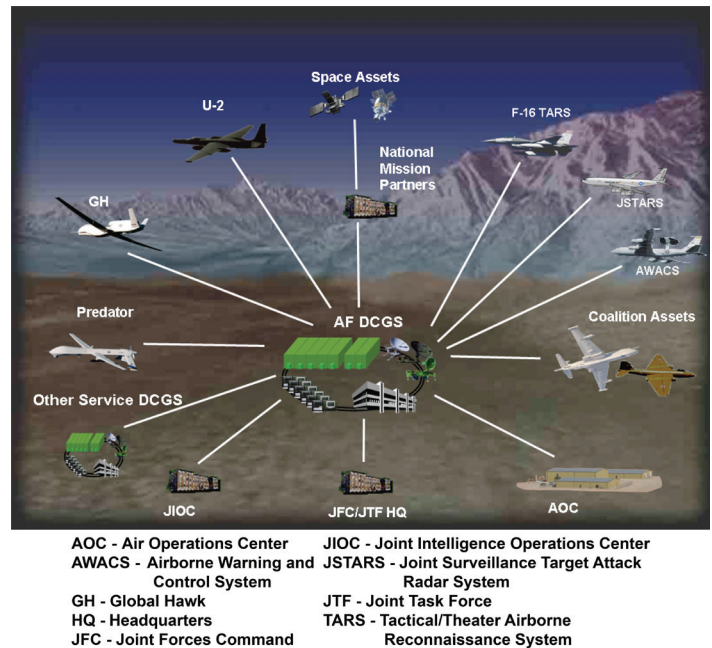 Space Assets
U-2
F-16 TARS
National
Mission
Partners
GH
JSTARS
AWACS
Predator
AF DCGS
Coalition Assets
Other Service DCGS
JIOC
JFC/JTF HQ
AOC
AOC - Air Operations Center
AWACS - Airborne Warning and
Control System
GH - Global Hawk
HQ - Headquarters
JFC - Joint Forces Command
JIOC - Joint Intelligence Operations Center
JSTARS - Joint Surveillance Target Attack
Radar System
JTF - Joint Task Force
TARS - Tactical/Theater Airborne
Reconnaissance System